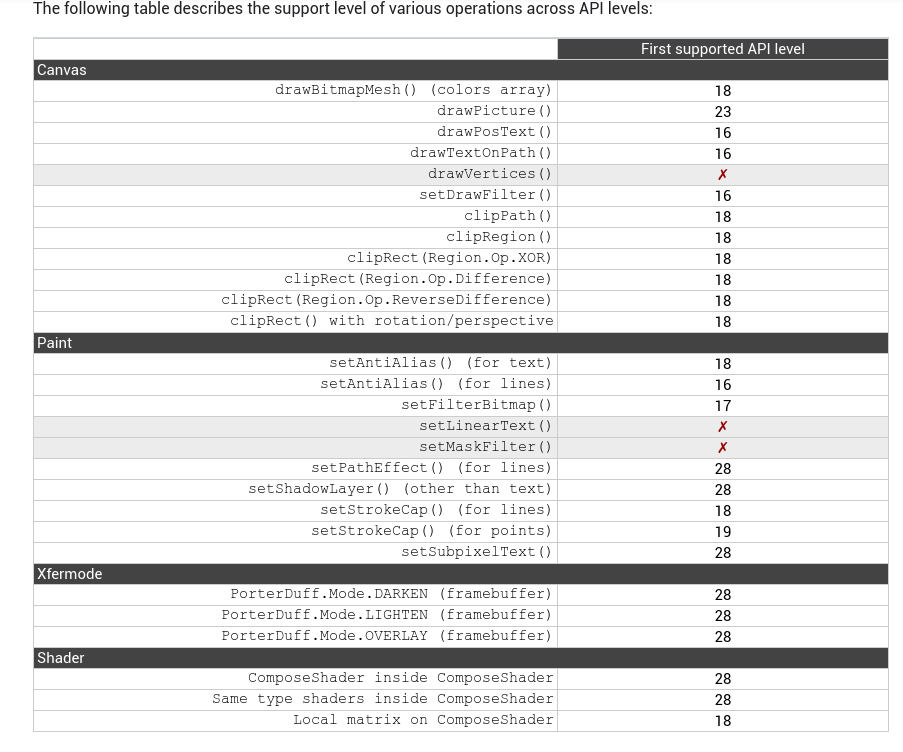 The following table describes the support level of various operations across API levels:
First supported API level
Canvas
drawBitmapMesh() (colors array) 18
drawPicture() 23
drawPosText() 16
drawTextOnPath() 16
drawVertices() ✗
setDrawFilter() 16
clipPath() 18
clipRegion() 18
clipRect(Region.Op.XOR) 18
clipRect(Region.Op.Difference) 18
clipRect(Region.Op.ReverseDifference) 18
clipRect() with rotation/perspective 18
Paint
setAntiAlias() (for text) 18
setAntiAlias() (for lines) 16
setFilterBitmap() 17
setLinearText() ✗
setMaskFilter() ✗
setPathEffect() (for lines) 28
setShadowLayer() (other than text) 28
setStrokeCap() (for lines) 18
setStrokeCap() (for points) 19
setSubpixelText() 28
Xfermode
PorterDuff.Mode.DARKEN (framebuffer) 28
PorterDuff.Mode.LIGHTEN (framebuffer) 28
PorterDuff.Mode.OVERLAY (framebuffer) 28
Shader
ComposeShader inside ComposeShader 28
Same type shaders inside ComposeShader 28
Local matrix on ComposeShader 18